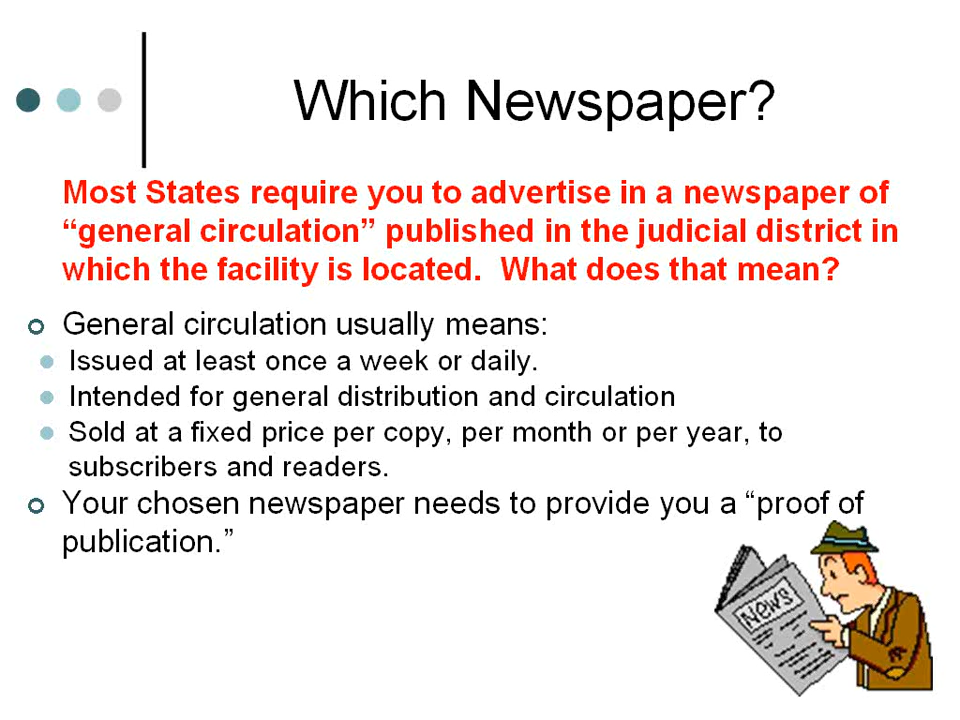 Which Newspaper?
Most States require you to advertise in a newspaper of
“general circulation” published in the judicial district in
which the facility is located.  What does that mean?
General circulation usually means:
Issued at least once a week or daily.
Intended for general distribution and circulation
Sold at a fixed price per copy, per month or per year, to
subscribers and readers.
Your chosen newspaper needs to provide you a “proof of
publication.”
NEWS